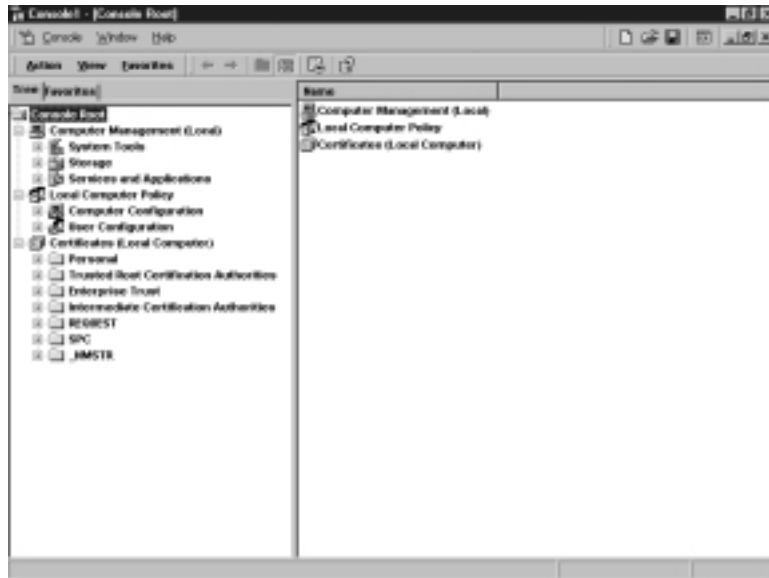 Console1 - [Console Root]
Console Window Help
Action View Favorites
Tree Favorites
Console Root
Computer Management (Local)
System Tools
Storage
Services and Applications
Local Computer Policy
Computer Configuration
User Configuration
Certificates (Local Computer)
Personal
Trusted Root Certification Authorities
Enterprise Trust
Intermediate Certification Authorities
REQUEST
SPC
_NMSTR
Name
Computer Management (Local)
Local Computer Policy
Certificates (Local Computer)